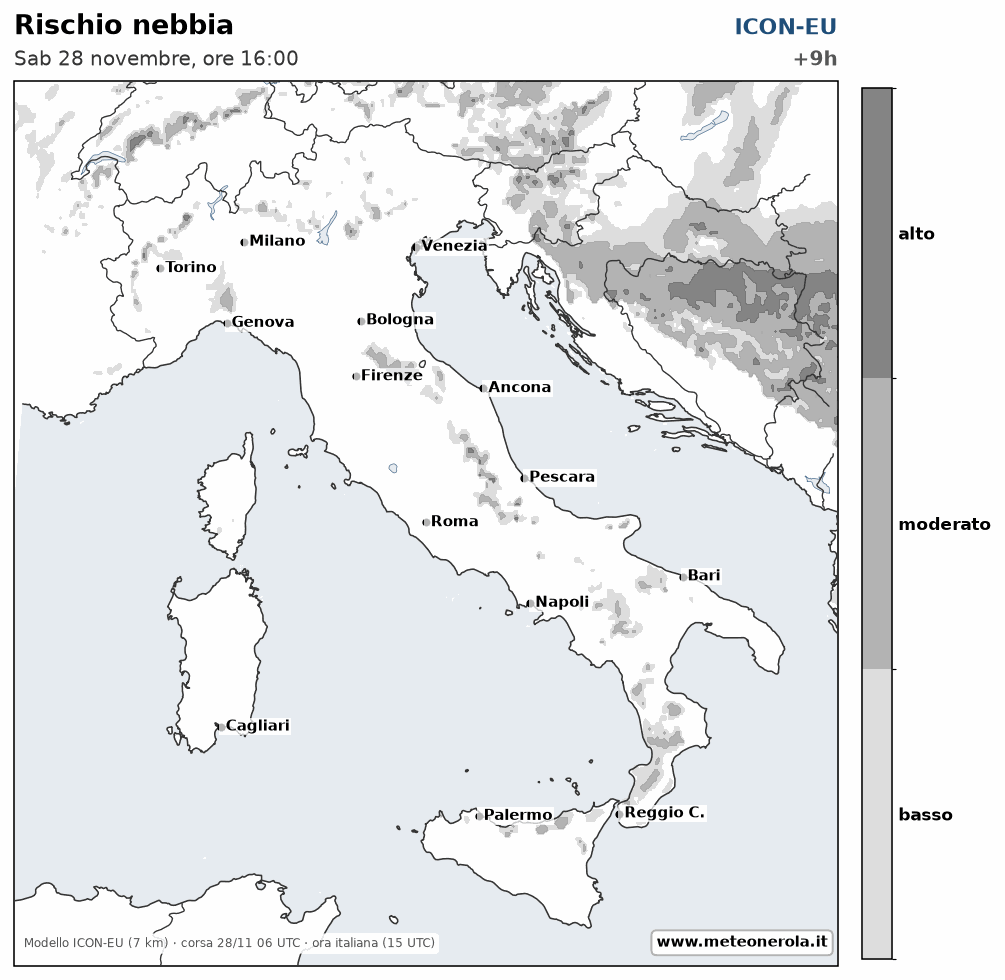 Rischio nebbia
ICON-EU
Sab 28 novembre, ore 16:00
+9h
alto
moderato
basso
Milano
Venezia
Torino
Genova
Bologna
Firenze
Ancona
Pescara
Roma
Bari
Napoli
Cagliari
Palermo
Reggio C.
Modello ICON-EU (7 km) · corsa 28/11 06 UTC · ora italiana (15 UTC)
www.meteonerola.it